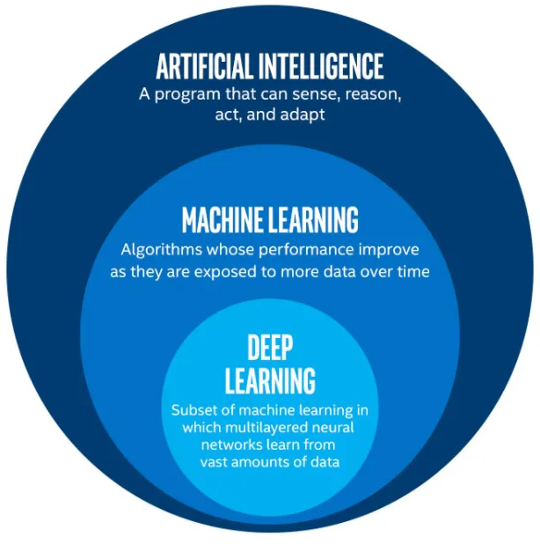 ARTIFICIAL INTELLIGENCE
A program that can sense, reason,
act, and adapt
MACHINE LEARNING
Algorithms whose performance improve
as they are exposed to more data over time
DEEP
LEARNING
Subset of machine learning in
which multilayered neural
networks learn from
vast amounts of data